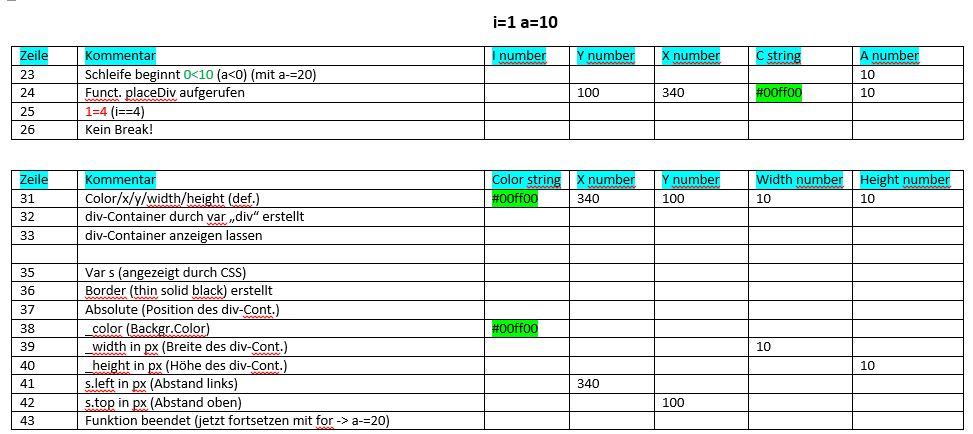 i=1 a=10
Zeile Kommentar I number Y number X number C string A number
23 Schleife beginnt 0<10 (a<0) (mit a-=20) 10
24 Funct. placeDiv aufgerufen 100 340 #00ff00 10
25 1=4 (i==4)
26 Kein Break!
Zeile Kommentar Color string X number Y number Width number Height number
31 Color/x/y/width/height (def.) #00ff00 340 100 10 10
32 div-Container durch var „div“ erstellt
33 div-Container anzeigen lassen
35 Var s (angezeigt durch CSS)
36 Border (thin solid black) erstellt
37 Absolute (Position des div-Cont.)
38 _color (Backgr.Color) #00ff00
39 _width in px (Breite des div-Cont.) 10
40 _height in px (Höhe des div-Cont.) 10
41 s.left in px (Abstand links) 340
42 s.top in px (Abstand oben) 100
43 Funktion beendet (jetzt fortsetzen mit for -> a-=20)